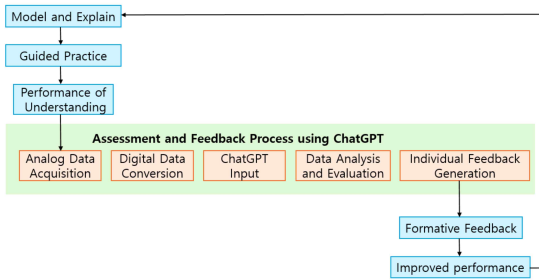 Model and Explain
Guided Practice
Performance of
Understanding
Assessment and Feedback Process using ChatGPT
Analog Data
Acquisition
Digital Data
Conversion
ChatGPT
Input
Data Analysis
and Evaluation
Individual Feedback
Generation
Formative Feedback
Improved performance